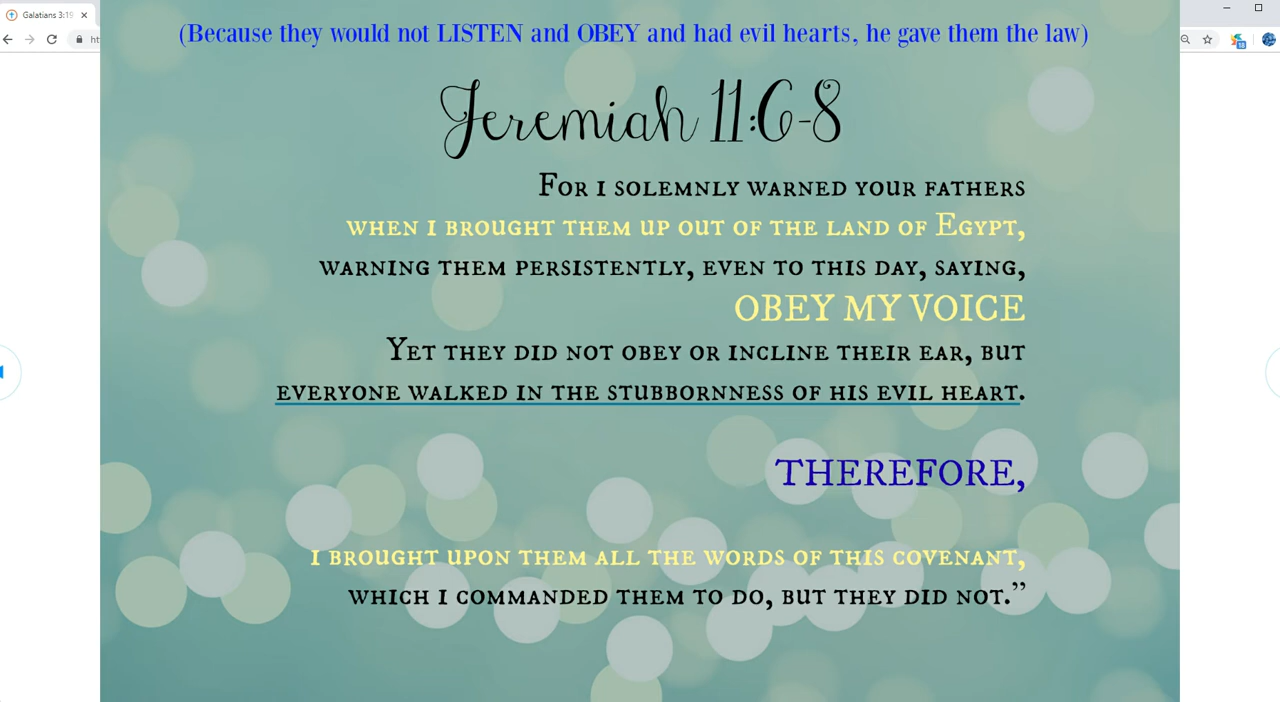 Galatians 3:19
(Because they would not LISTEN and OBEY and had evil hearts, he gave them the law)
Jeremiah 11:6-8
For I solemnly warned your fathers
when I brought them up out of the land of Egypt,
warning them persistently, even to this day, saying,
OBEY MY VOICE
Yet they did not obey or incline their ear, but
everyone walked in the stubbornness of his evil heart.
THEREFORE,
I brought upon them all the words of this covenant,
which I commanded them to do, but they did not.”